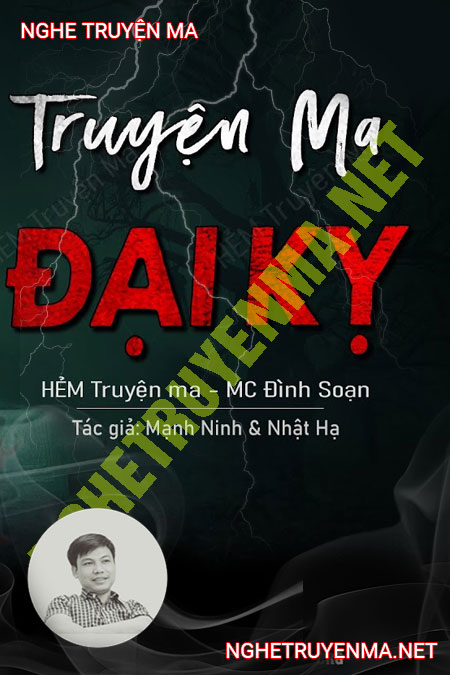 NGHE TRUYỆN MA
Truyện Ma
ĐẠI KỴ
HẺM Truyện ma - MC Đình Soạn
Tác giả: Mạnh Ninh & Nhật Hạ
NGHETRUYENMA.NET
NGHETRUYENMA.NET